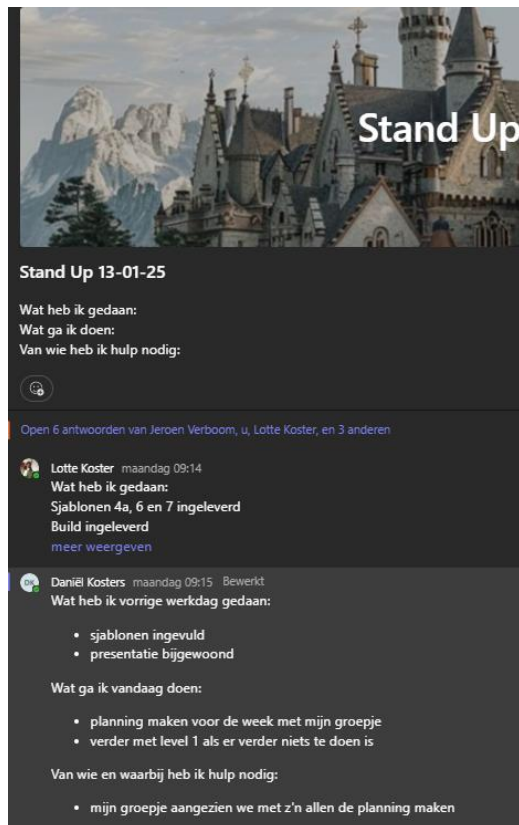 Stand Up
Stand Up 13-01-25
Wat heb ik gedaan:
Wat ga ik doen:
Van wie heb ik hulp nodig:
Open 6 antwoorden van Jeroen Verboom, u, Lotte Koster, en 3 anderen
Lotte Koster maandag 09:14
Wat heb ik gedaan:
Sjablonen 4a, 6 en 7 ingeleverd
Build ingeleverd
meer weergeven
DK Daniël Kosters maandag 09:15 Bewerkt
Wat heb ik vorrige werkdag gedaan:
• sjablonen ingevuld
• presentatie bijgewoond
Wat ga ik vandaag doen:
• planning maken voor de week met mijn groepje
• verder met level 1 als er verder niets te doen is
Van wie en waarbij heb ik hulp nodig:
• mijn groepje aangezien we met z'n allen de planning maken